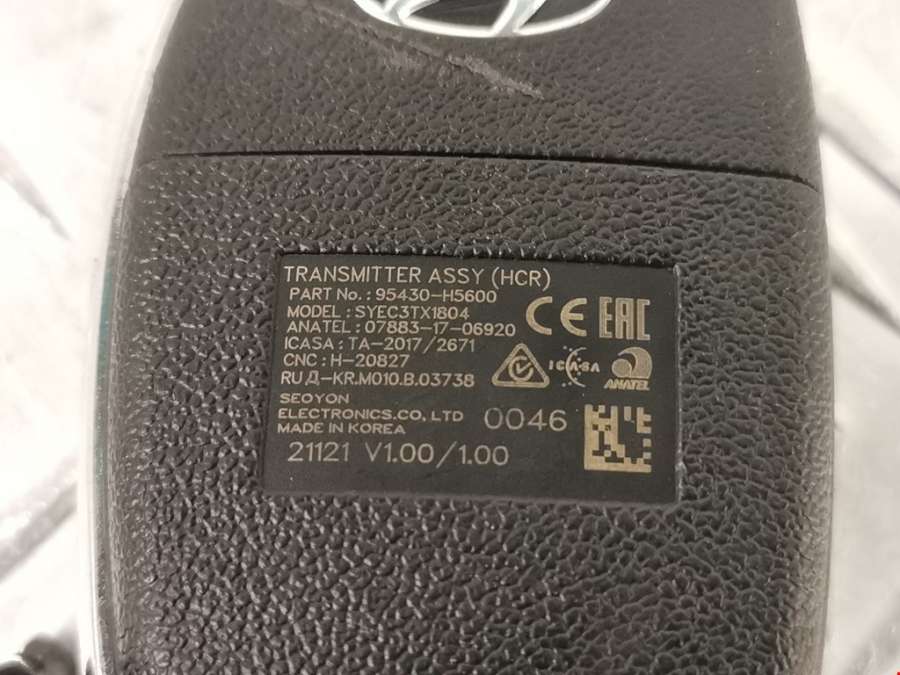 TRANSMITTER ASSY (HCR)
PART No.: 95430-H5600
MODEL : SYEC3TX1804
ANATEL : 07883-17-06920
ICASA : TA-2017/2671
CNC : H-20827
RU Д-KR.M010.B.03738
CE EAC
ICASA ANATEL
SEOYON
ELECTRONICS.CO., LTD 0046
MADE IN KOREA
21121 V1.00/1.00